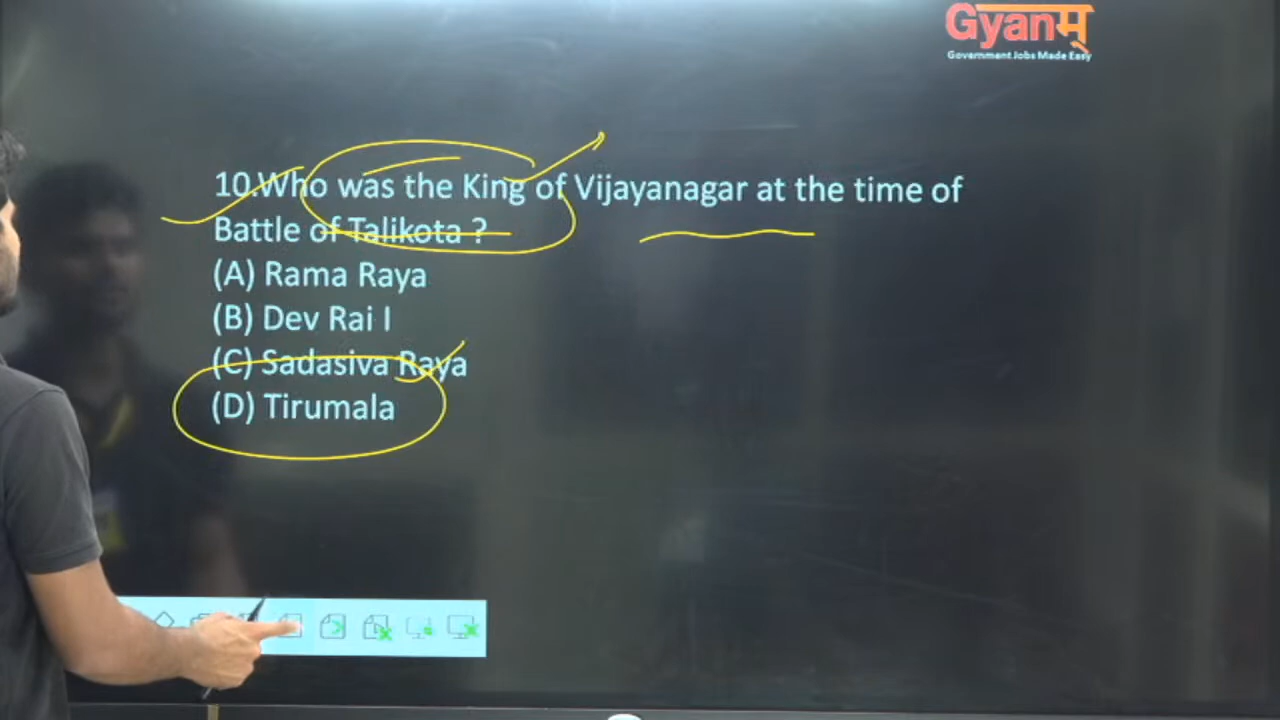 Gyanम्
Government Jobs Made Easy
10.Who was the King of Vijayanagar at the time of
Battle of Talikota ?
(A) Rama Raya
(B) Dev Rai I
(C) Sadasiva Raya
(D) Tirumala